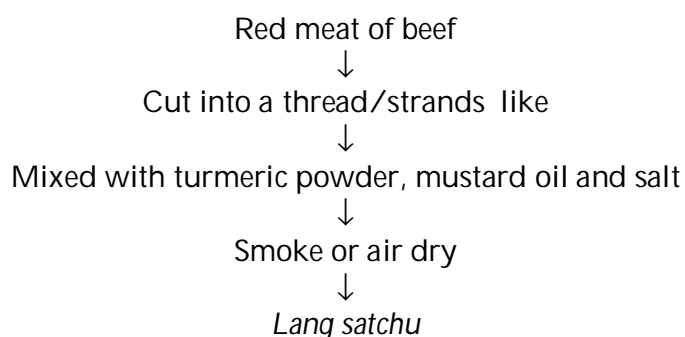 Red meat of beef
↓
Cut into a thread/strands like
↓
Mixed with turmeric powder, mustard oil and salt
↓
Smoke or air dry
↓
Lang satchu